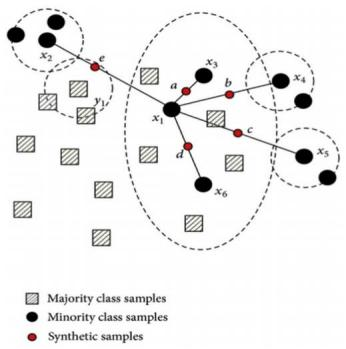 x2
e
x3
a
b
x4
y1
x1
c
d
x5
x6
Majority class samples
Minority class samples
Synthetic samples